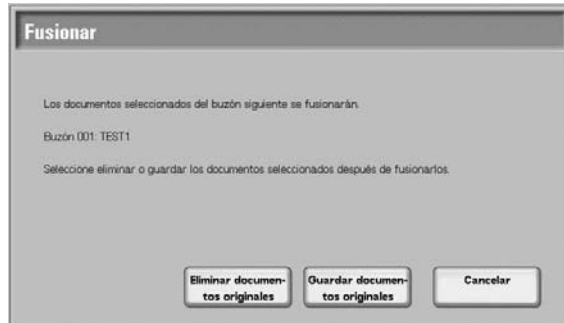 Fusionar
Los documentos seleccionados del buzón siguiente se fusionarán.
Buzón 001: TEST1
Seleccione eliminar o guardar los documentos seleccionados después de fusionarlos.
Eliminar documen-
tos originales
Guardar documen-
tos originales
Cancelar